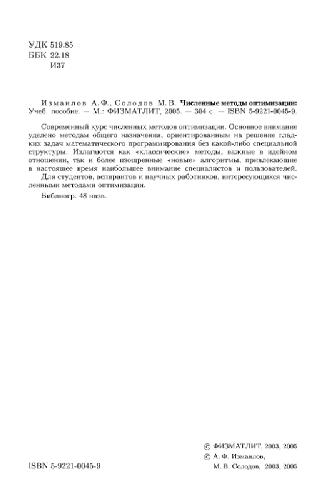 УДК 519.85
ББК 22.18
И37
Измаилов А. Ф., Солодов М. В. Численные методы оптимизации:
Учеб. пособие. — М.: ФИЗМАТЛИТ, 2005. — 304 с. — ISBN 5-9221-0045-9.
Современный курс численных методов оптимизации. Основное внимание
уделено методам общего назначения, ориентированным на решение глад-
ких задач математического программирования без какой-либо специальной
структуры. Излагаются как «классические» методы, важные в идейном
отношении, так и более изощренные «новые» алгоритмы, привлекающие
в настоящее время наибольшее внимание специалистов и пользователей.
Для студентов, аспирантов и научных работников, интересующихся чис-
ленными методами оптимизации.
Библиогр. 48 назв.
© ФИЗМАТЛИТ, 2003, 2005
© А. Ф. Измаилов,
М. В. Солодов, 2003, 2005
ISBN 5-9221-0045-9